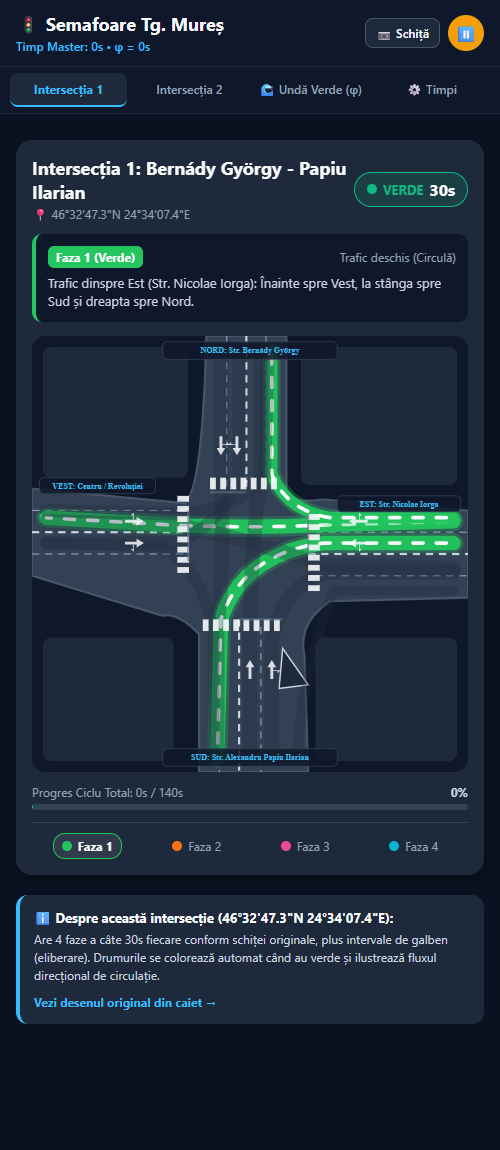 Semafoare Tg. Mureș
Timp Master: 0s • φ = 0s
Schiță
Intersecția 1
Intersecția 2
Undă Verde (φ)
Timpi
Intersecția 1: Bernády György - Papiu
Ilarian
46°32'47.3"N 24°34'07.4"E
VERDE 30s
Faza 1 (Verde)
Trafic deschis (Circulă)
Trafic dinspre Est (Str. Nicolae Iorga): Înainte spre Vest, la stânga spre
Sud și dreapta spre Nord.
NORD: Str. Bernády György
VEST: Centru / Revoluției
EST: Str. Nicolae Iorga
SUD: Str. Alexandru Papiu Ilarian
Progres Ciclu Total: 0s / 140s
0%
Faza 1
Faza 2
Faza 3
Faza 4
Despre această intersecție (46°32'47.3"N 24°34'07.4"E):
Are 4 faze a câte 30s fiecare conform schiței originale, plus intervale de galben
(eliberare). Drumurile se colorează automat când au verde și ilustrează fluxul
direcțional de circulație.
Vezi desenul original din caiet →